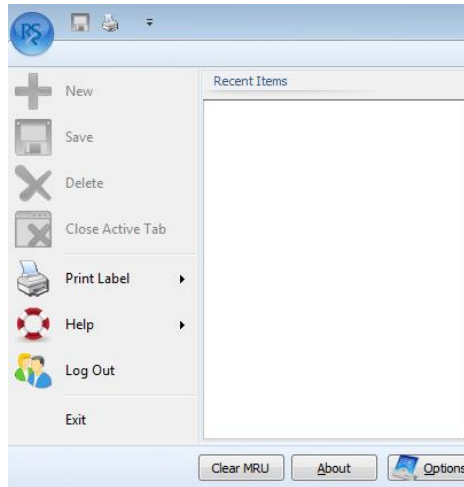 RS
Recent Items
New
Save
Delete
Close Active Tab
Print Label
Help
Log Out
Exit
Clear MRU
About
Options